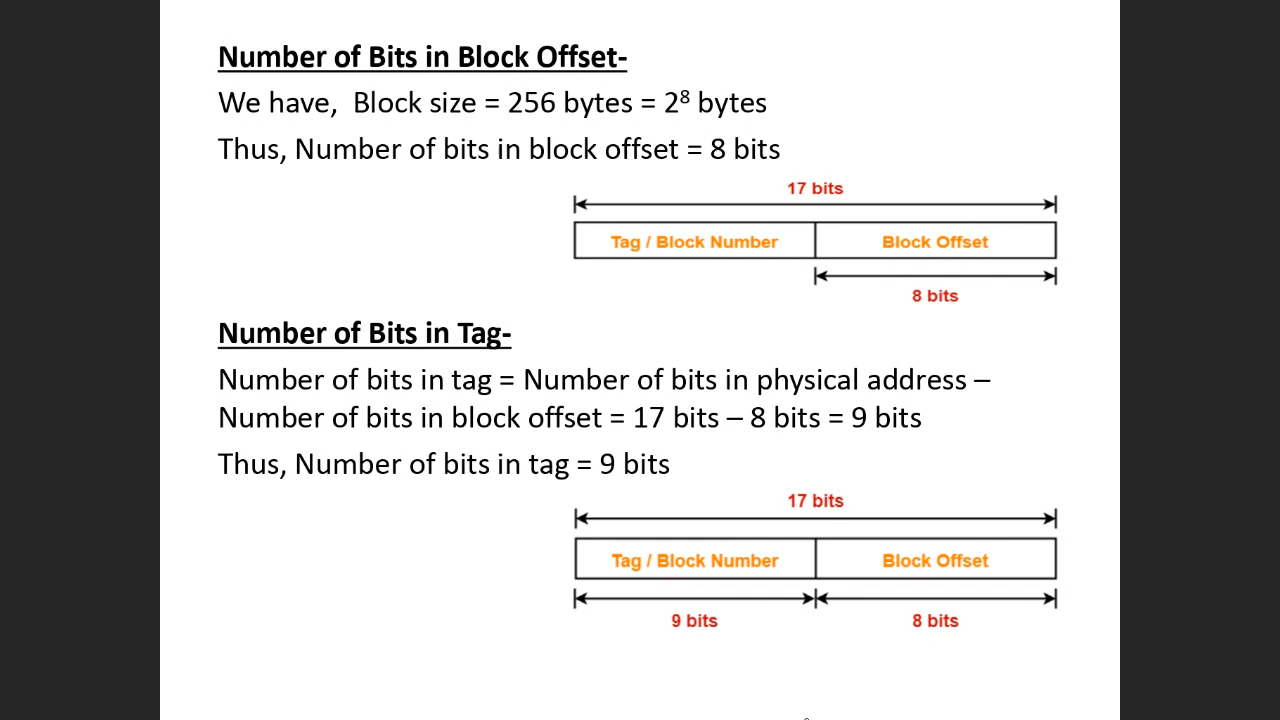 Number of Bits in Block Offset-
We have,  Block size = 256 bytes = 2⁸ bytes
Thus, Number of bits in block offset = 8 bits
17 bits
Tag / Block Number
Block Offset
8 bits
Number of Bits in Tag-
Number of bits in tag = Number of bits in physical address –
Number of bits in block offset = 17 bits – 8 bits = 9 bits
Thus, Number of bits in tag = 9 bits
17 bits
Tag / Block Number
Block Offset
9 bits
8 bits